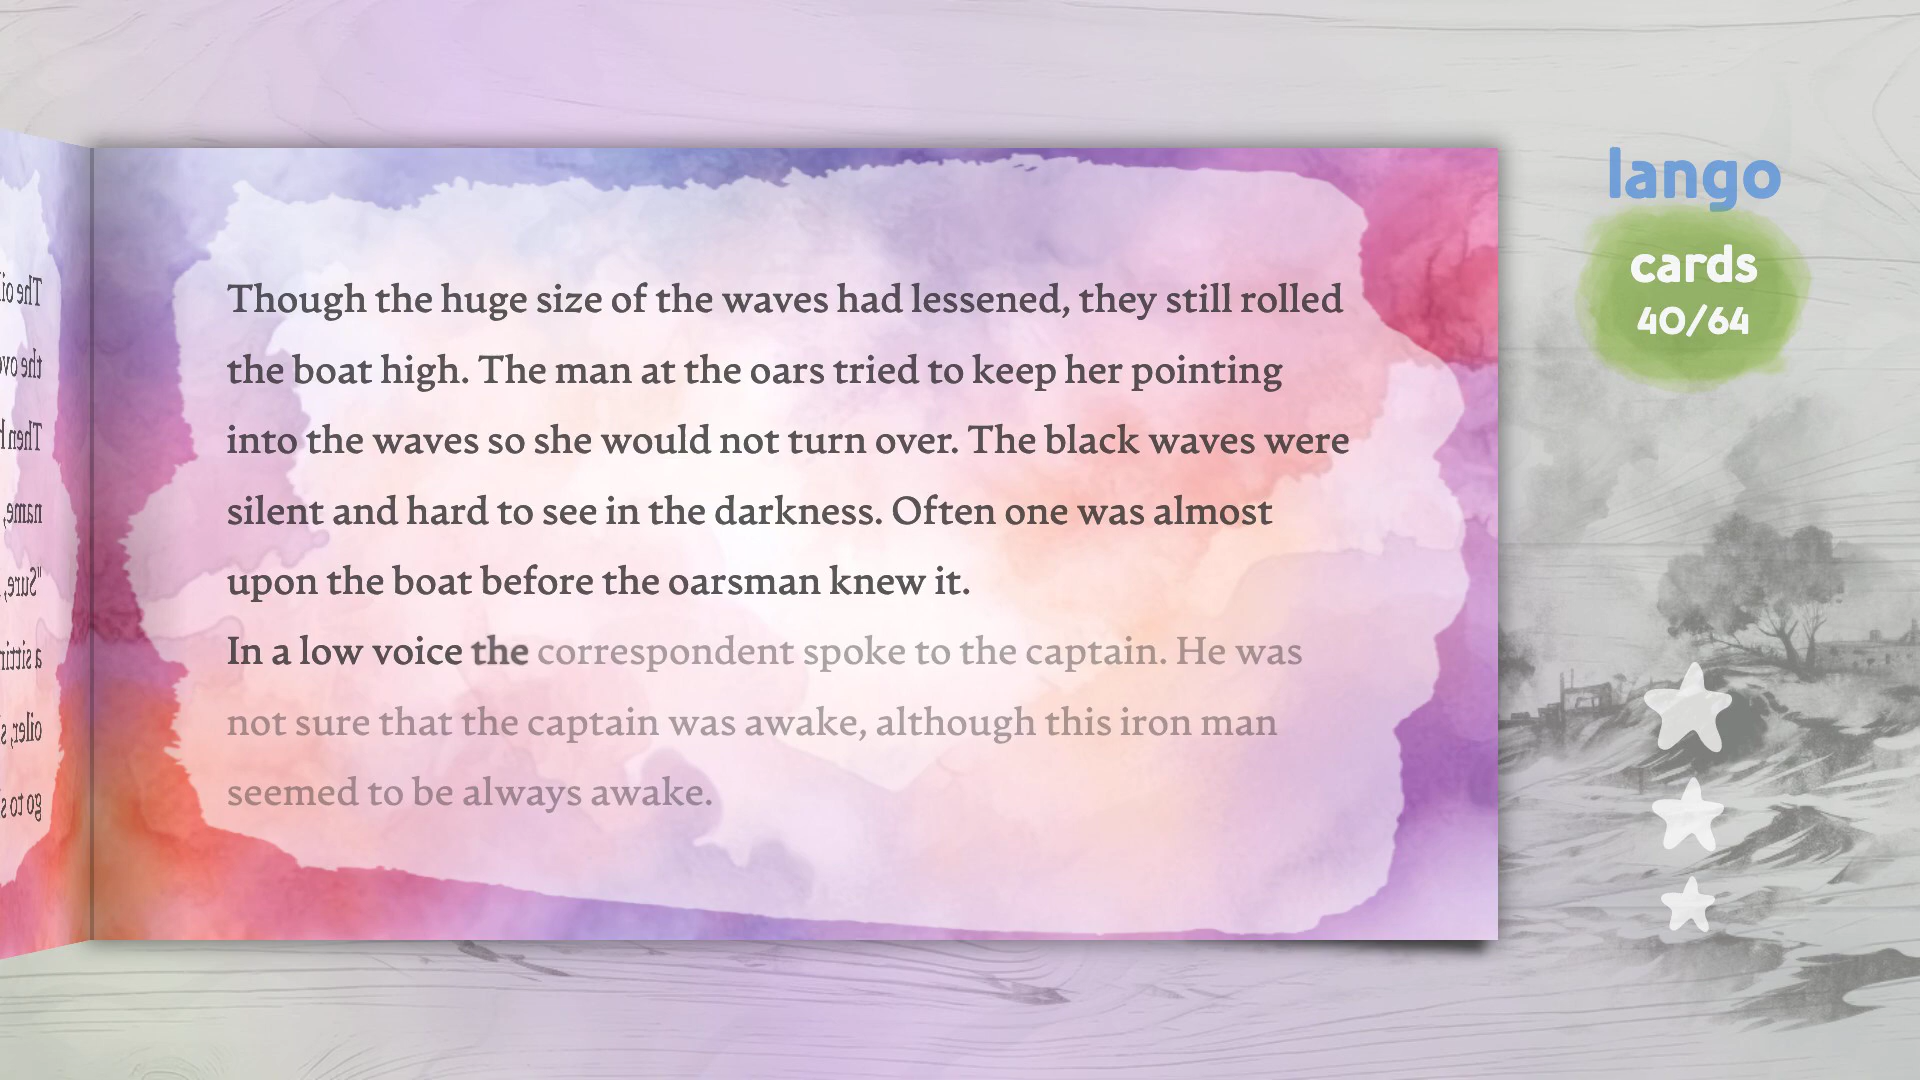 Though the huge size of the waves had lessened, they still rolled
the boat high. The man at the oars tried to keep her pointing
into the waves so she would not turn over. The black waves were
silent and hard to see in the darkness. Often one was almost
upon the boat before the oarsman knew it.
In a low voice the correspondent spoke to the captain. He was
not sure that the captain was awake, although this iron man
seemed to be always awake.
lango
cards
40/64